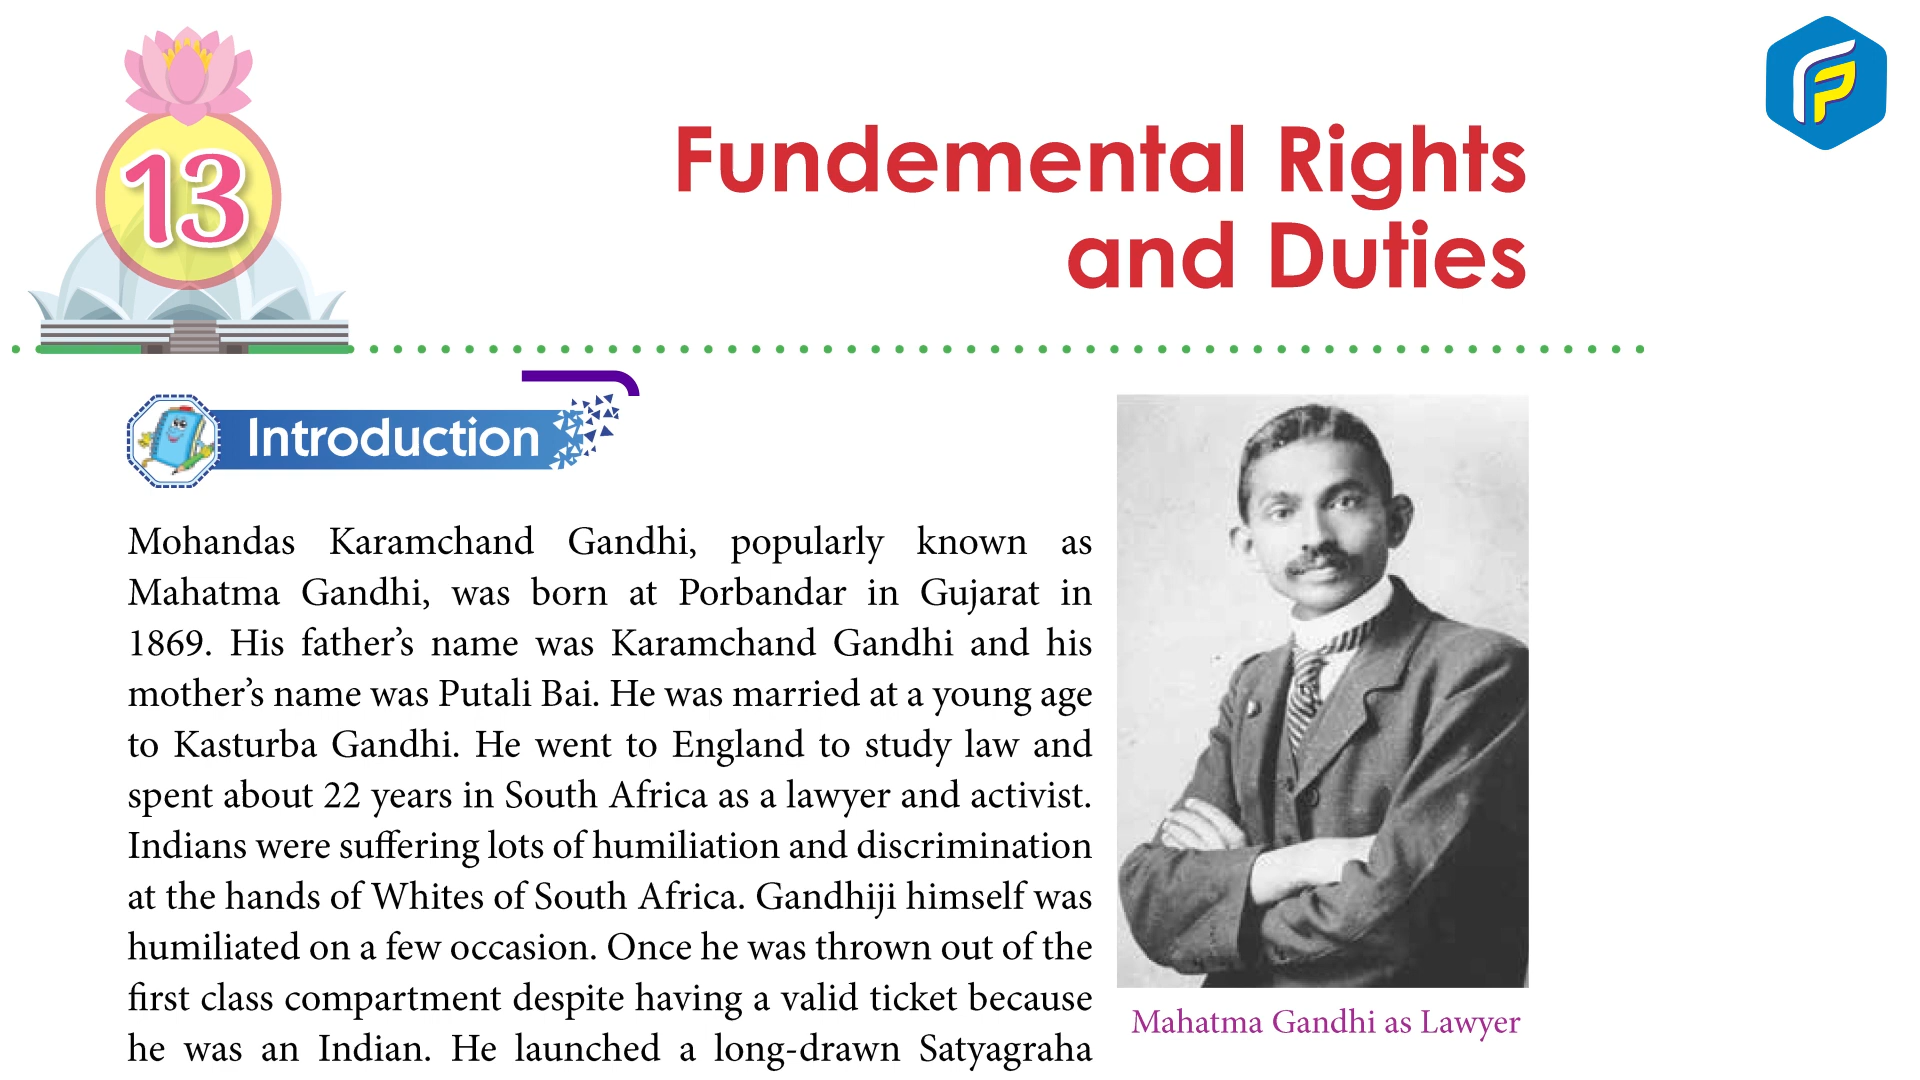 13
Fundemental Rights
and Duties
Introduction
Mohandas Karamchand Gandhi, popularly known as
Mahatma Gandhi, was born at Porbandar in Gujarat in
1869. His father’s name was Karamchand Gandhi and his
mother’s name was Putali Bai. He was married at a young age
to Kasturba Gandhi. He went to England to study law and
spent about 22 years in South Africa as a lawyer and activist.
Indians were suffering lots of humiliation and discrimination
at the hands of Whites of South Africa. Gandhiji himself was
humiliated on a few occasion. Once he was thrown out of the
first class compartment despite having a valid ticket because
he was an Indian. He launched a long-drawn Satyagraha
Mahatma Gandhi as Lawyer